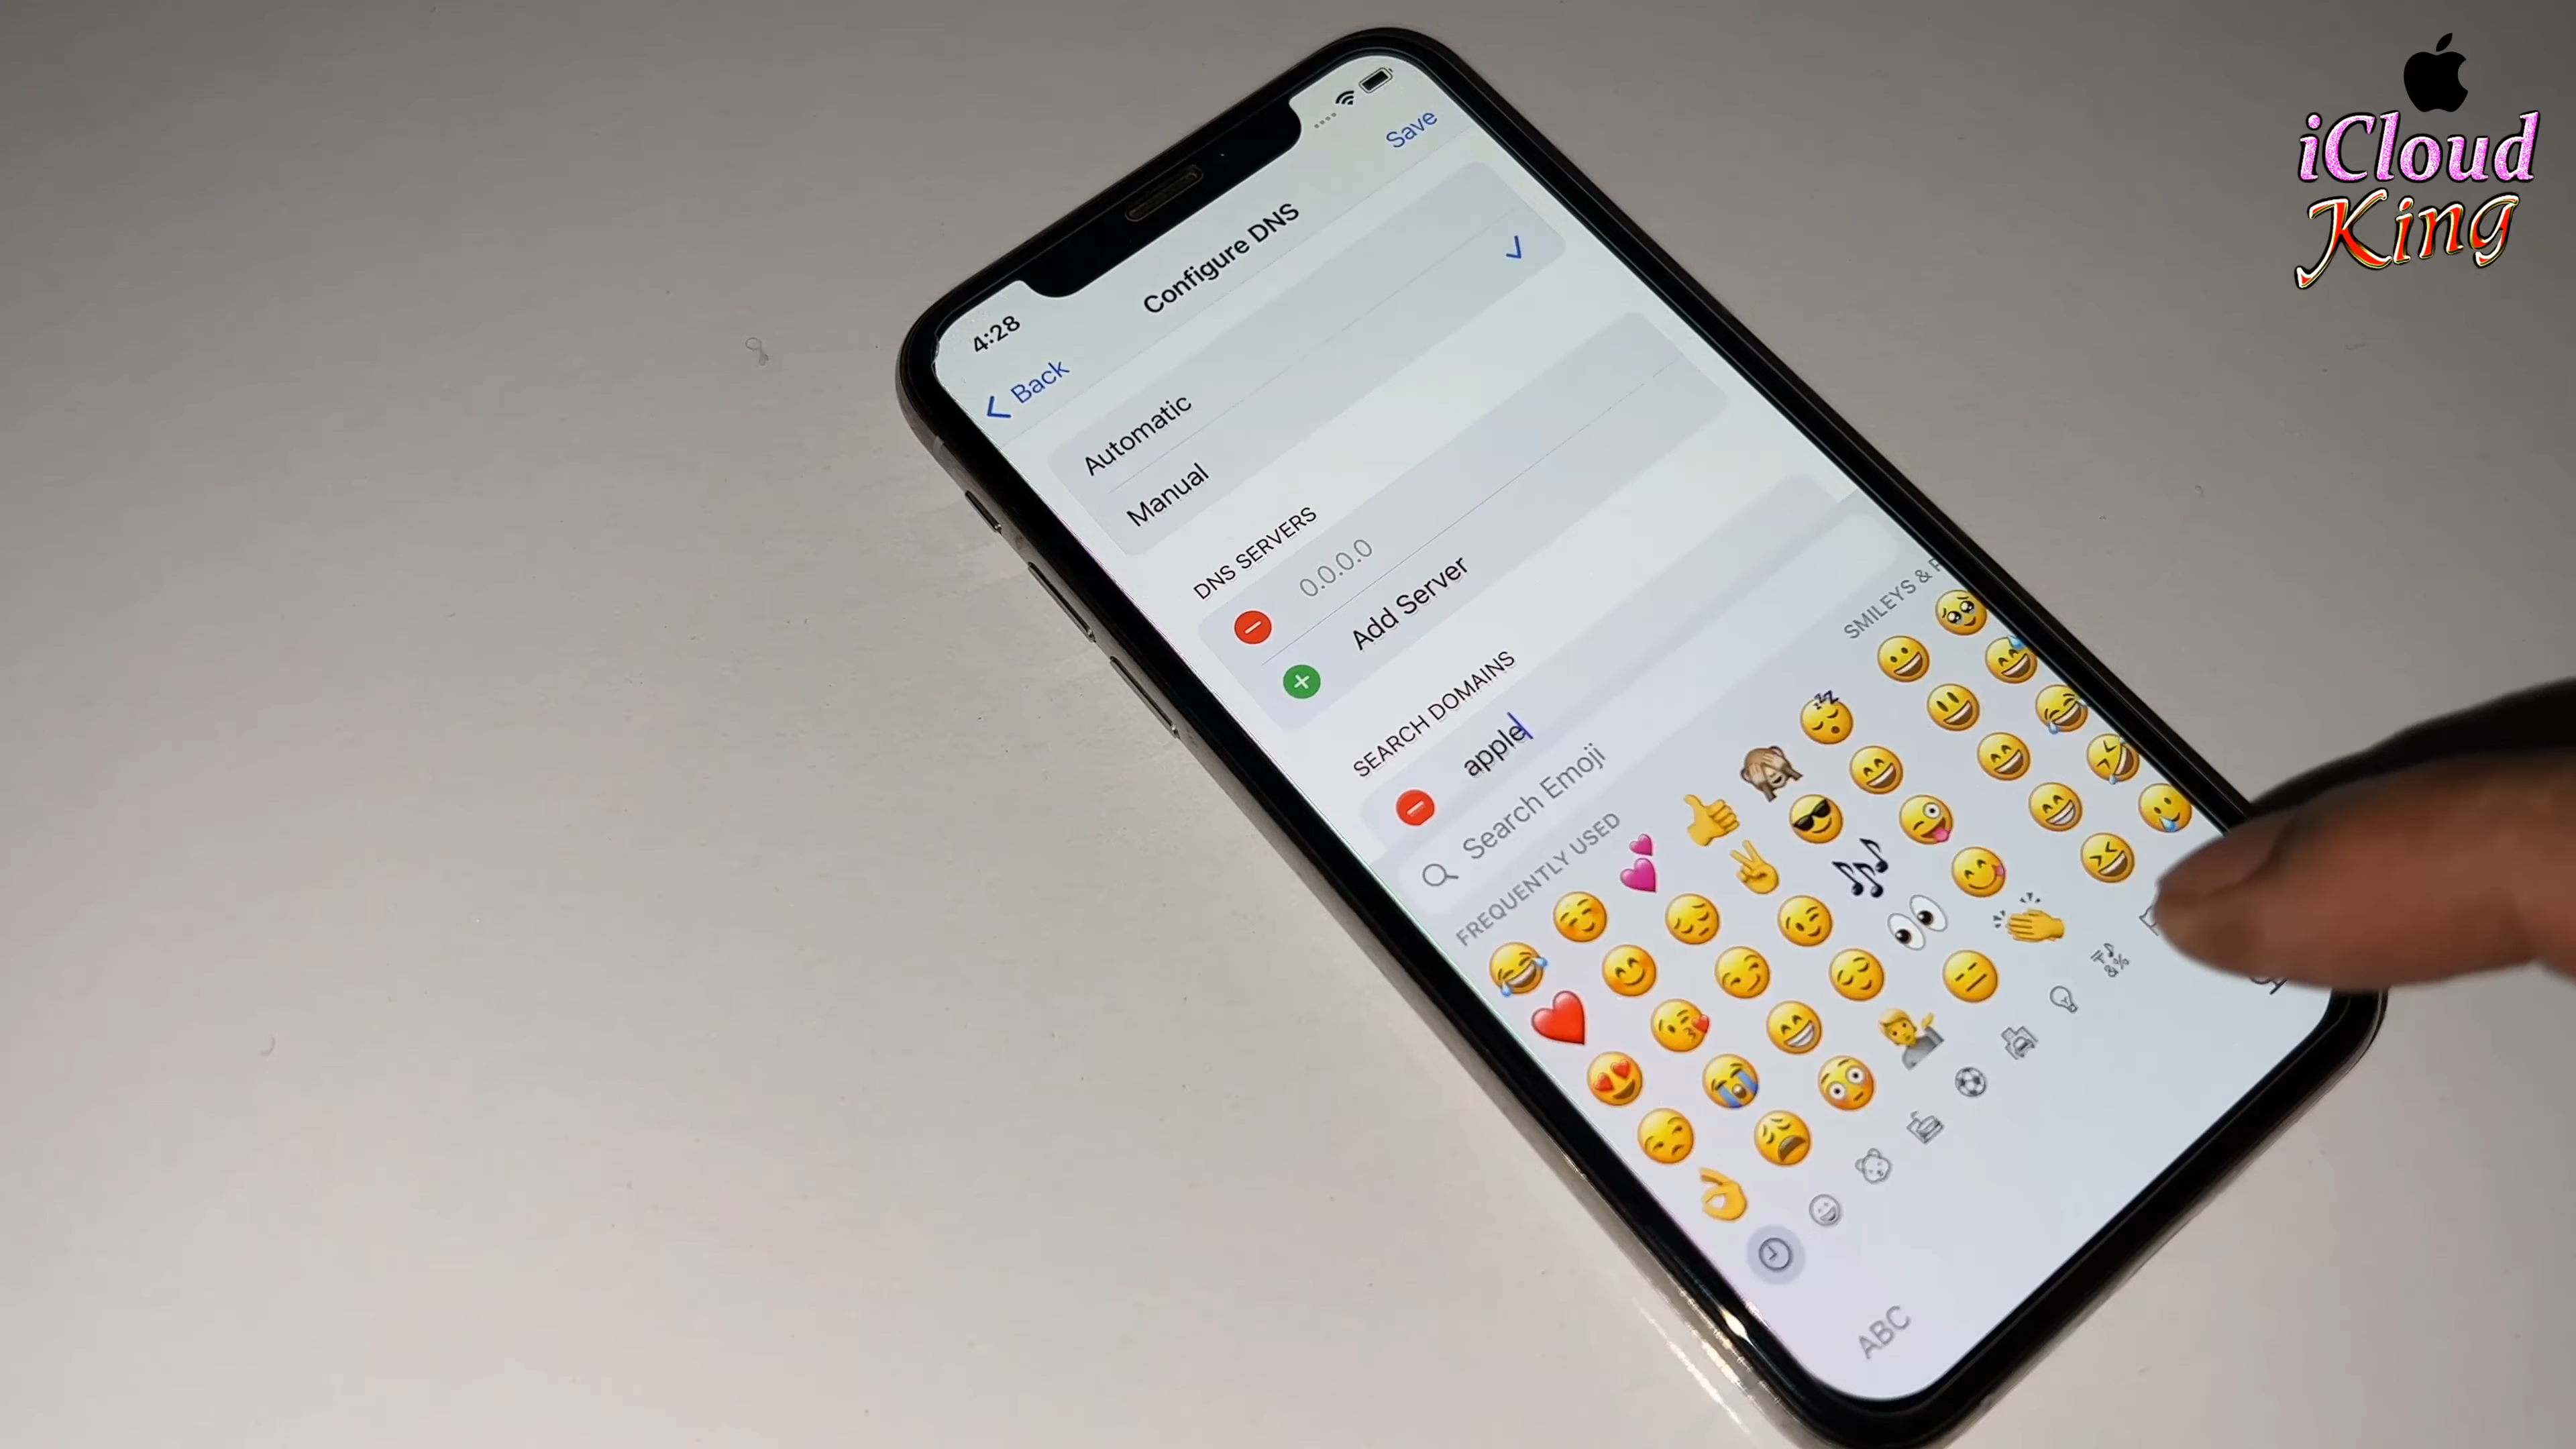 iCloud
King
4:28
Save
Back
Configure DNS
Automatic
Manual
DNS SERVERS
0.0.0.0
Add Server
SEARCH DOMAINS
apple
Search Emoji
FREQUENTLY USED
SMILEYS &
ABC